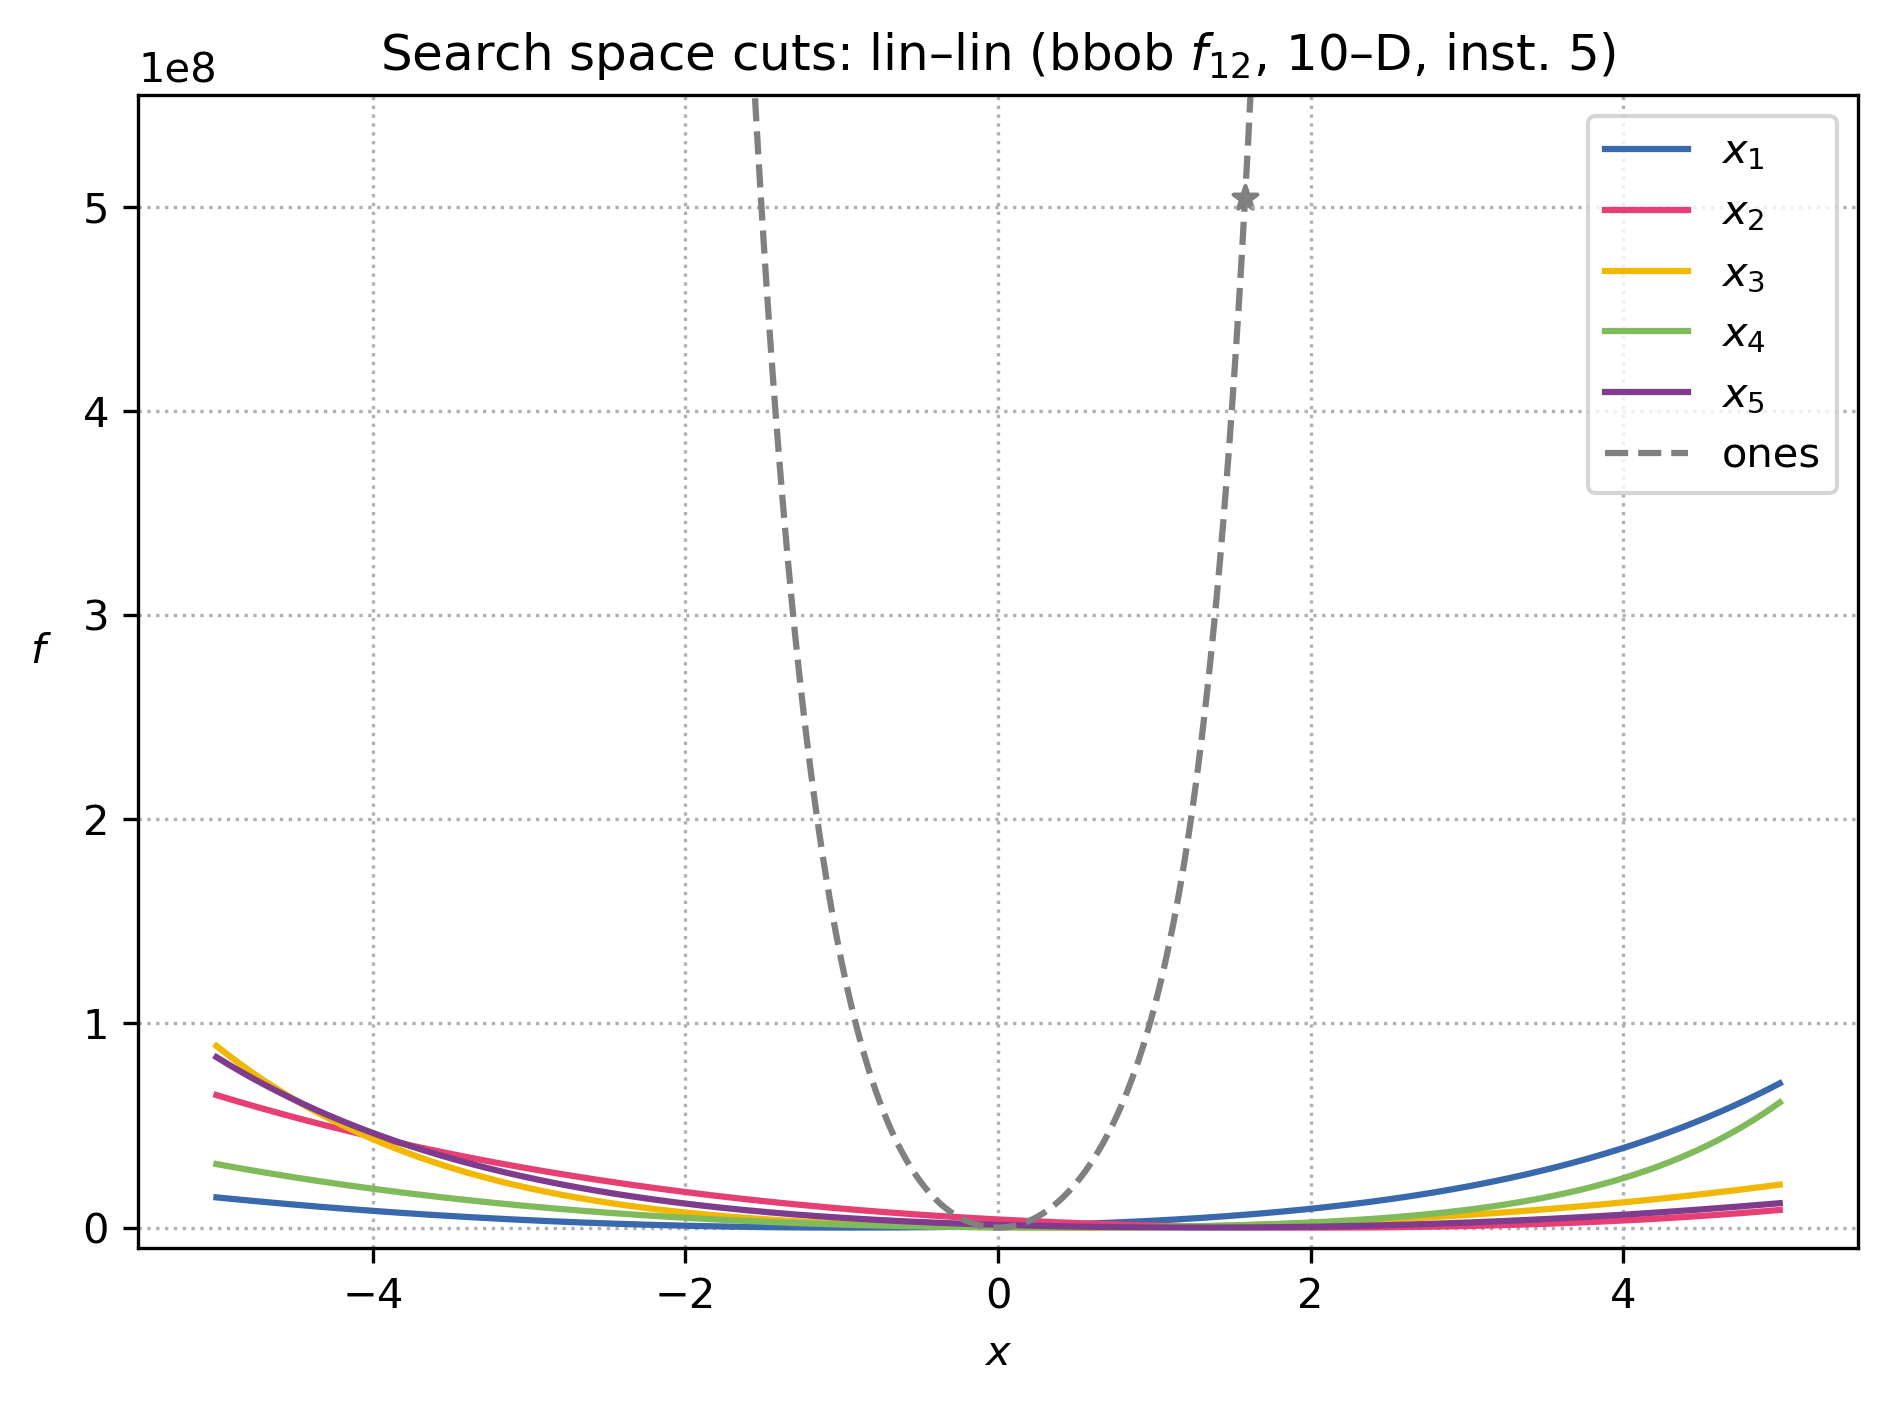 Search space cuts: lin–lin (bbob f12, 10–D, inst. 5)
1e8
5
4
3
2
1
0
f
−4
−2
0
2
4
x
x1
x2
x3
x4
x5
ones